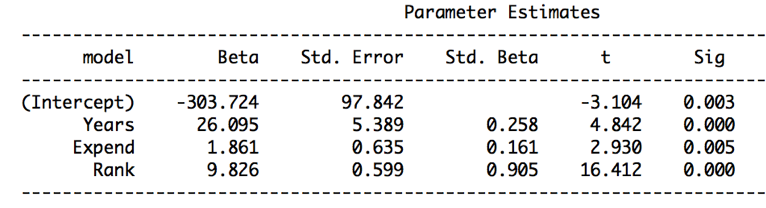 Parameter Estimates
-----------------------------------------------------------------------------------
model Beta Std. Error Std. Beta t Sig
-----------------------------------------------------------------------------------
(Intercept) -303.724 97.842 -3.104 0.003
Years 26.095 5.389 0.258 4.842 0.000
Expend 1.861 0.635 0.161 2.930 0.005
Rank 9.826 0.599 0.905 16.412 0.000
-----------------------------------------------------------------------------------